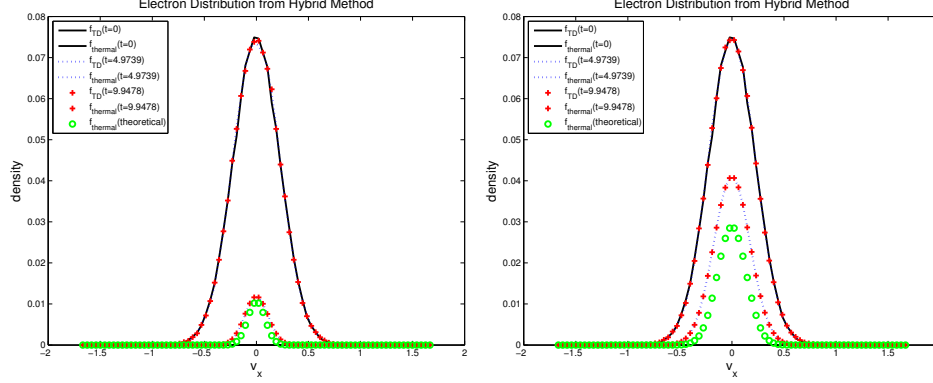 Electron Distribution from Hybrid Method
0.08
0.07
0.06
0.05
0.04
0.03
0.02
0.01
0
density
f_TD(t=0)
f_thermal(t=0)
f_TD(t=4.9739)
f_thermal(t=4.9739)
f_TD(t=9.9478)
f_thermal(t=9.9478)
f_thermal(theoretical)
−2 −1.5 −1 −0.5 0 0.5 1 1.5 2
v_x
Electron Distribution from Hybrid Method
0.08
0.07
0.06
0.05
0.04
0.03
0.02
0.01
0
density
f_TD(t=0)
f_thermal(t=0)
f_TD(t=4.9739)
f_thermal(t=4.9739)
f_TD(t=9.9478)
f_thermal(t=9.9478)
f_thermal(theoretical)
−2 −1.5 −1 −0.5 0 0.5 1 1.5 2
v_x